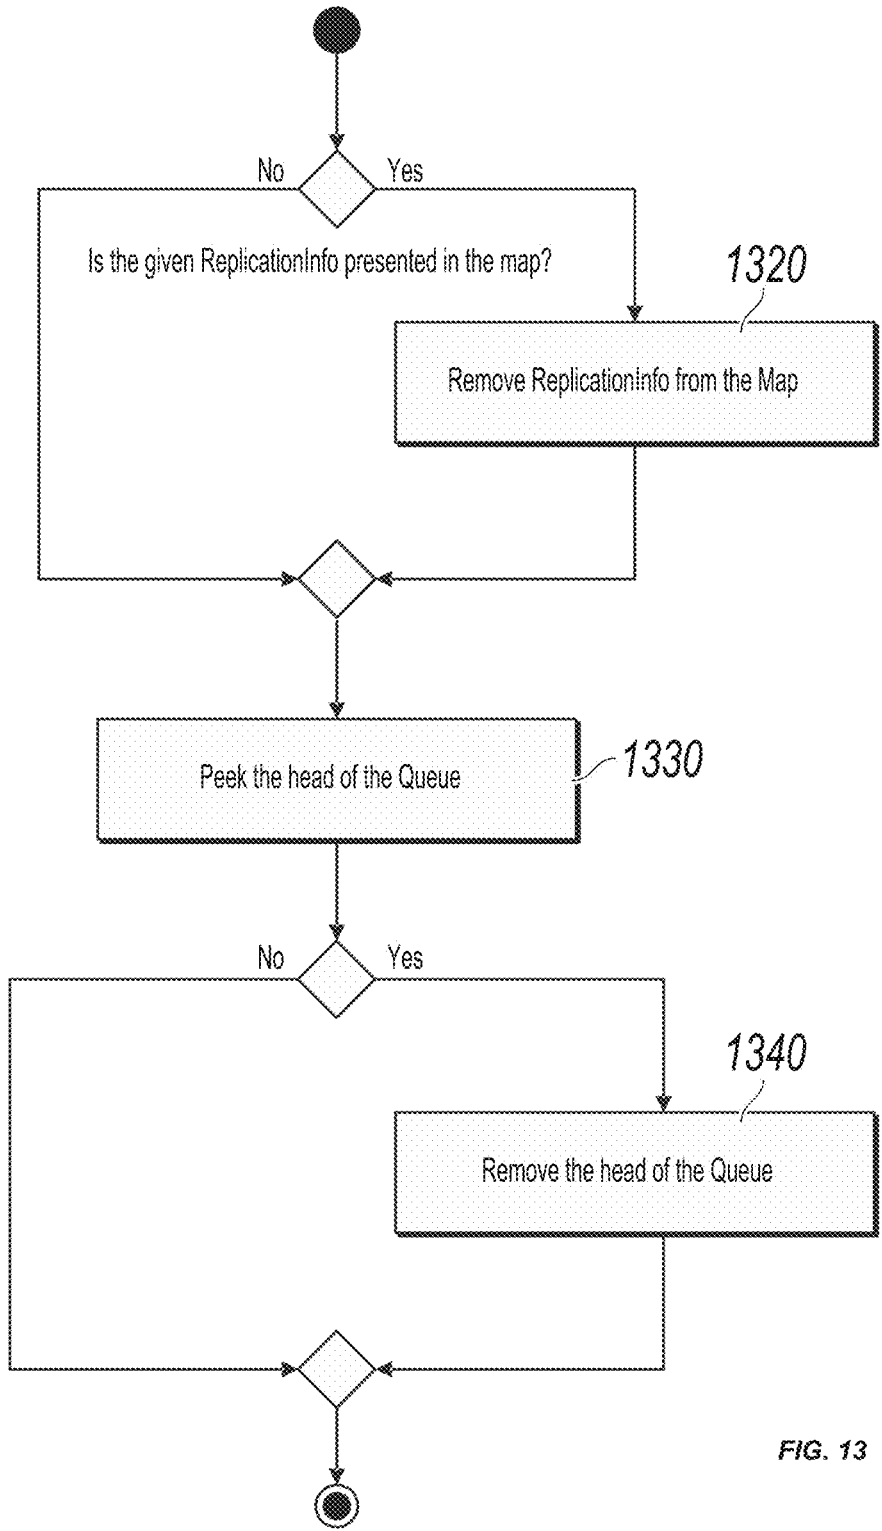 No
Yes
Is the given ReplicationInfo presented in the map?
1320
Remove ReplicationInfo from the Map
Peek the head of the Queue
1330
No
Yes
1340
Remove the head of the Queue
FIG. 13